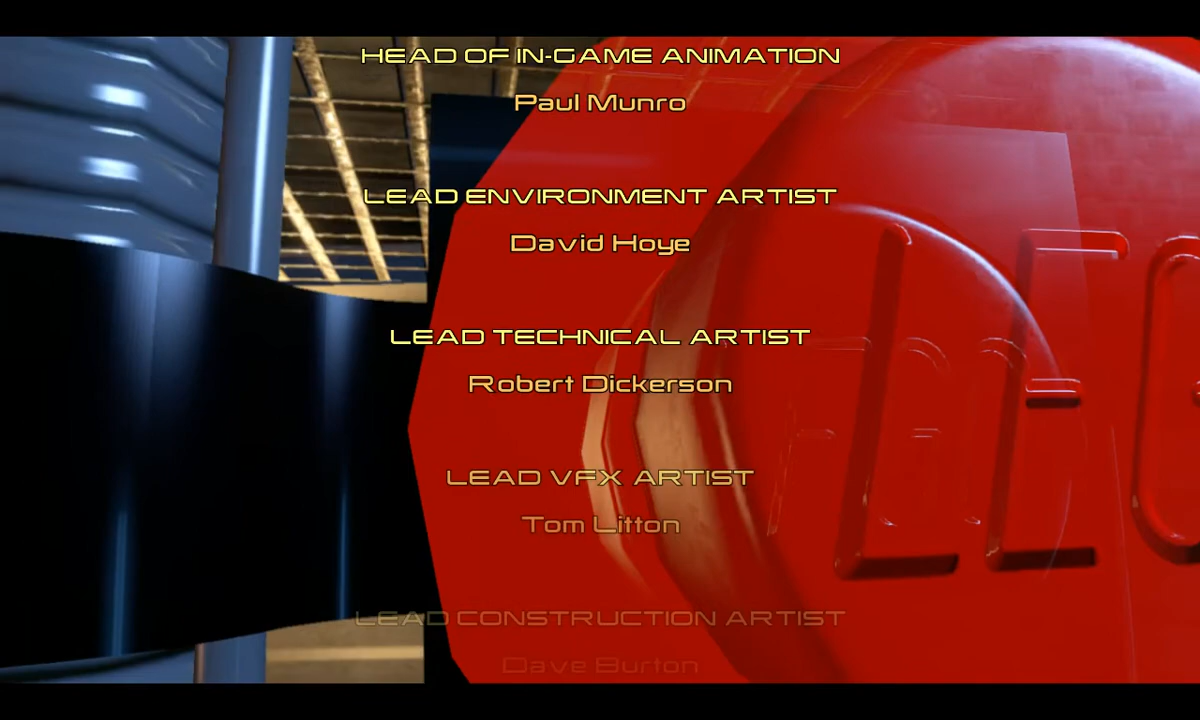 HEAD OF IN-GAME ANIMATION
Paul Munro
LEAD ENVIRONMENT ARTIST
David Hoye
LEAD TECHNICAL ARTIST
Robert Dickerson
LEAD VFX ARTIST
Tom Litton
LEAD CONSTRUCTION ARTIST
Dave Burton
LEG